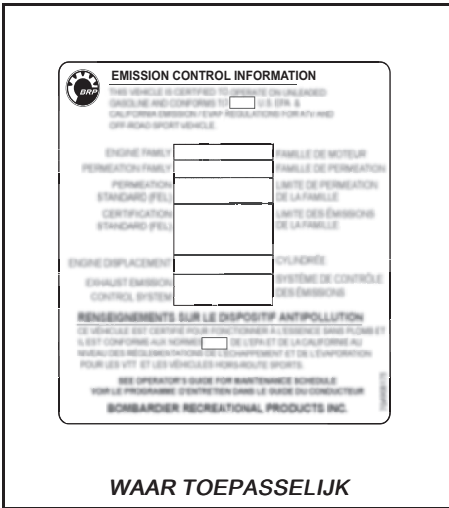 BRP
EMISSION CONTROL INFORMATION
THIS VEHICLE IS CERTIFIED TO OPERATE ON UNLEADED
GASOLINE AND CONFORMS TO U.S. EPA &
CALIFORNIA EMISSION / EVAP REGULATIONS FOR ATV AND
OFF-ROAD SPORT VEHICLE.
ENGINE FAMILY FAMILLE DE MOTEUR
PERMEATION FAMILY FAMILLE DE PERMEATION
PERMEATION LIMITE DE PERMEATION
STANDARD (FEL) DE LA FAMILLE
CERTIFICATION LIMITE DES ÉMISSIONS
STANDARD (FEL) DE LA FAMILLE
ENGINE DISPLACEMENT CYLINDRÉE
EXHAUST EMISSION SYSTÈME DE CONTRÔLE
CONTROL SYSTEM DES ÉMISSIONS
RENSEIGNEMENTS SUR LE DISPOSITIF ANTIPOLLUTION
CE VÉHICULE EST CERTIFIÉ POUR FONCTIONNER À L'ESSENCE SANS PLOMB ET
IL EST CONFORME AUX NORMES DE L'EPA ET DE LA CALIFORNIE AU
NIVEAU DES RÉGLEMENTATIONS DE L'ÉCHAPPEMENT ET DE L'ÉVAPORATION
POUR LES VTT ET LES VÉHICULES HORS-ROUTE SPORTS.
SEE OPERATOR'S GUIDE FOR MAINTENANCE SCHEDULE
VOIR LE PROGRAMME D'ENTRETIEN DANS LE GUIDE DU CONDUCTEUR
BOMBARDIER RECREATIONAL PRODUCTS INC.
WAAR TOEPASSELIJK